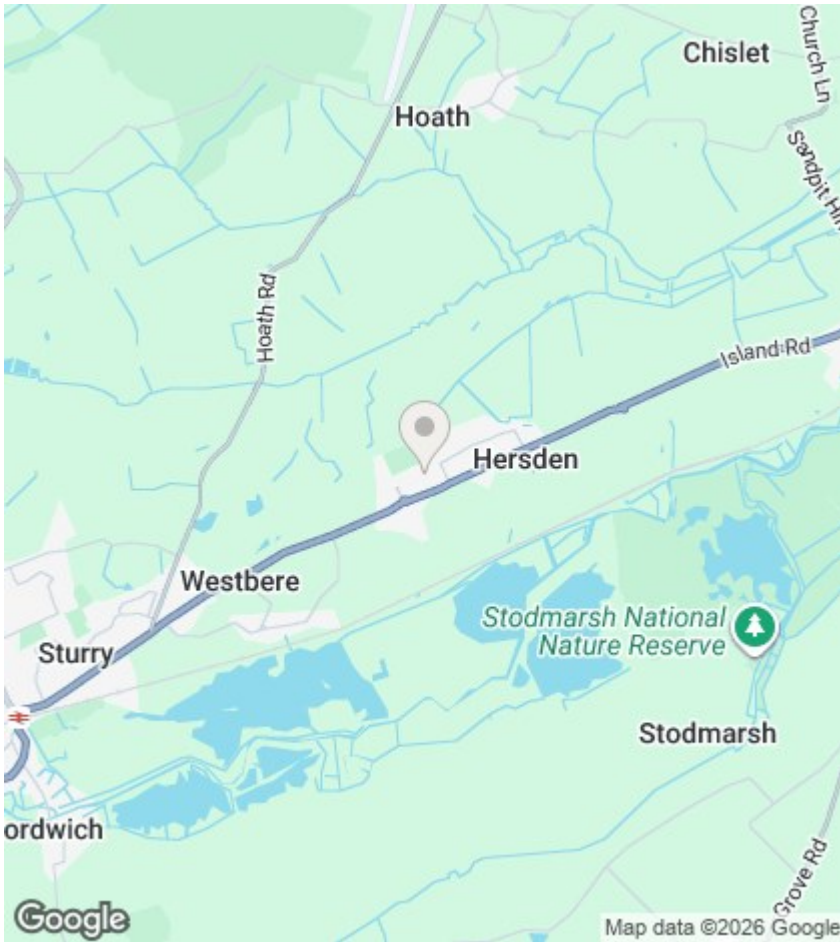 Church Ln
Chislet
Hoath
Sandpit Hill
Hoath Rd
Island Rd
Hersden
Westbere
Stodmarsh National
Nature Reserve
Sturry
Stodmarsh
ordwich
Grove Rd
Google
Map data ©2026 Google